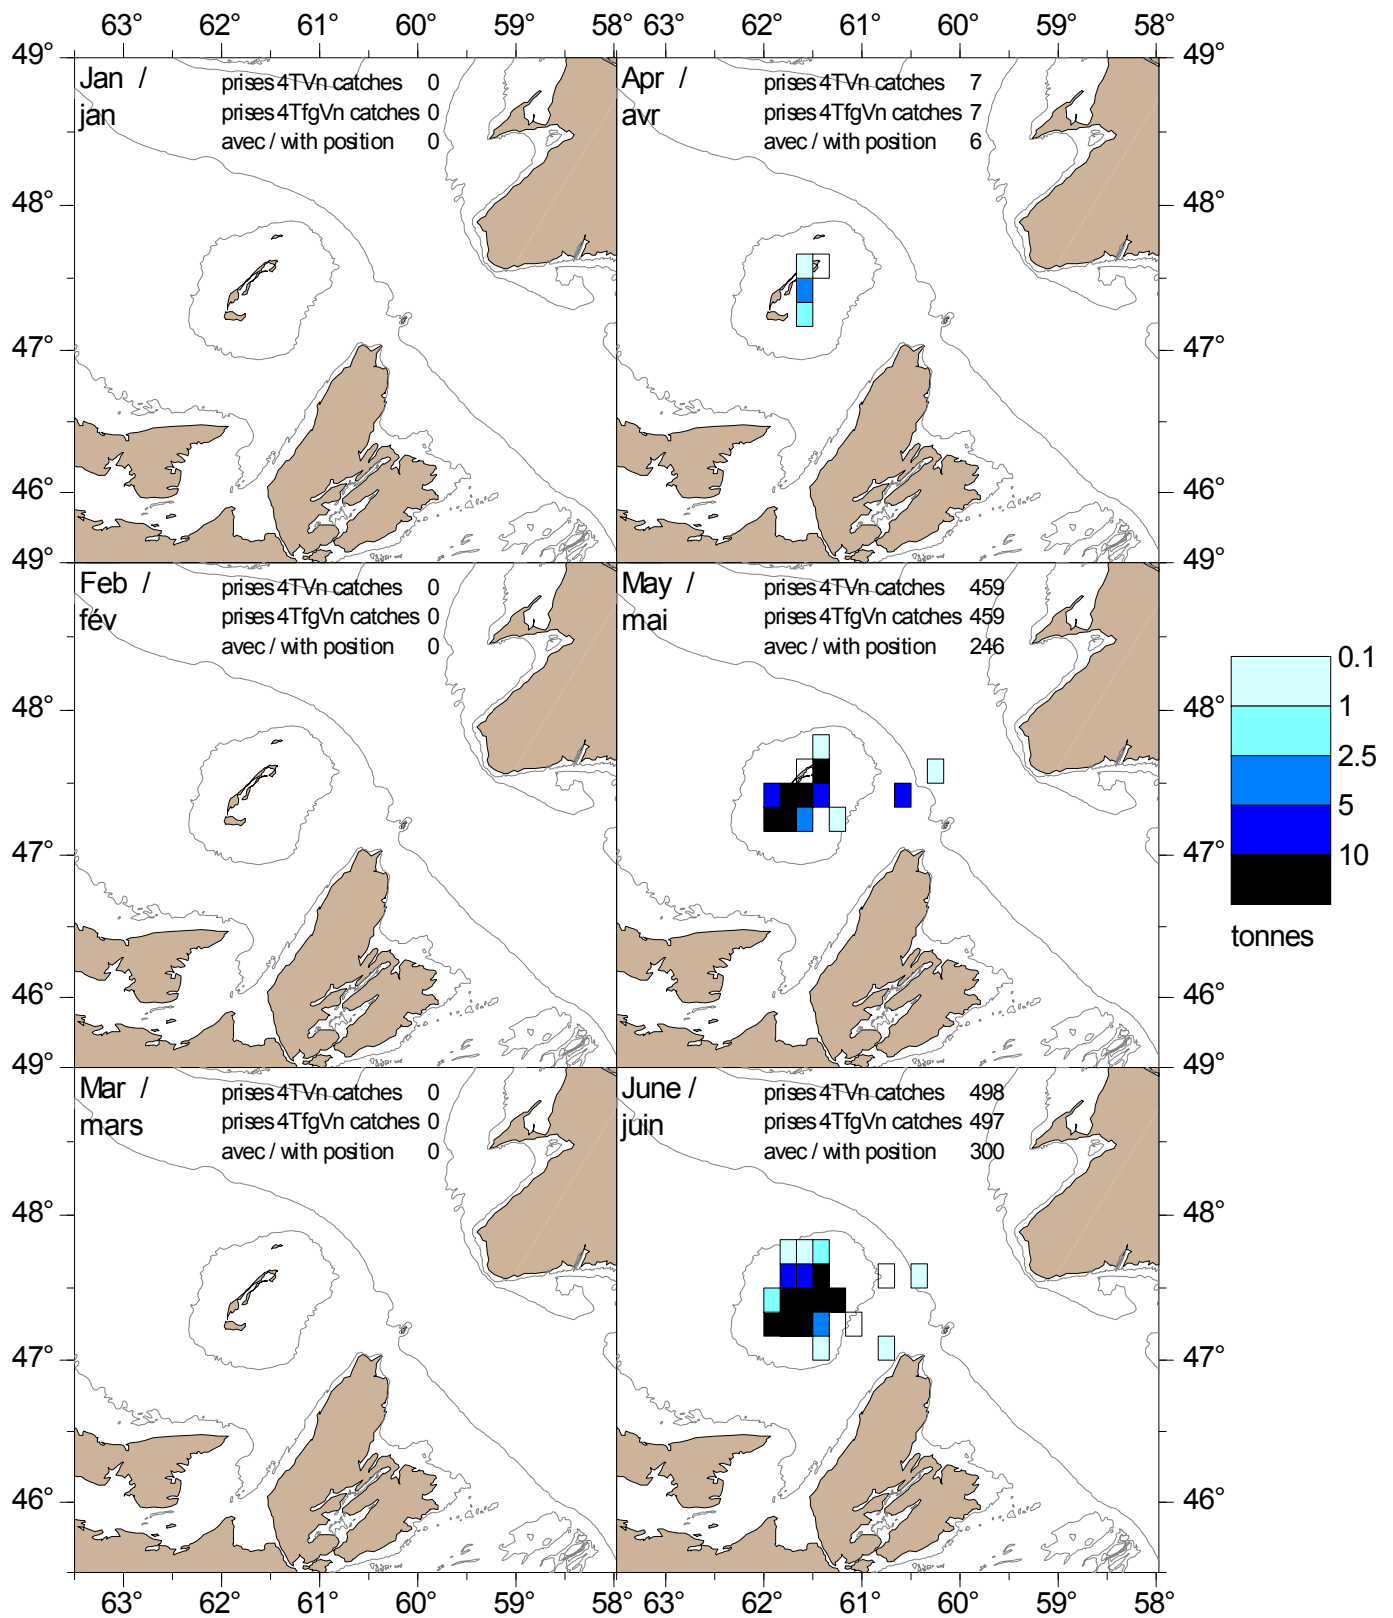 63° 62° 61° 60° 59° 58° 63° 62° 61° 60° 59° 58°
49° 49°
Jan /
jan
prises 4TVn catches 0
prises 4TfgVn catches 0
avec / with position 0
Apr /
avr
prises 4TVn catches 7
prises 4TfgVn catches 7
avec / with position 6
48° 48°
47° 47°
46° 46°
49° 49°
Feb /
fév
prises 4TVn catches 0
prises 4TfgVn catches 0
avec / with position 0
May /
mai
prises 4TVn catches 459
prises 4TfgVn catches 459
avec / with position 246
48° 48°
47° 47°
46° 46°
49° 49°
0.1
1
2.5
5
10
tonnes
Mar /
mars
prises 4TVn catches 0
prises 4TfgVn catches 0
avec / with position 0
June /
juin
prises 4TVn catches 498
prises 4TfgVn catches 497
avec / with position 300
48° 48°
47° 47°
46° 46°
63° 62° 61° 60° 59° 58° 63° 62° 61° 60° 59° 58°